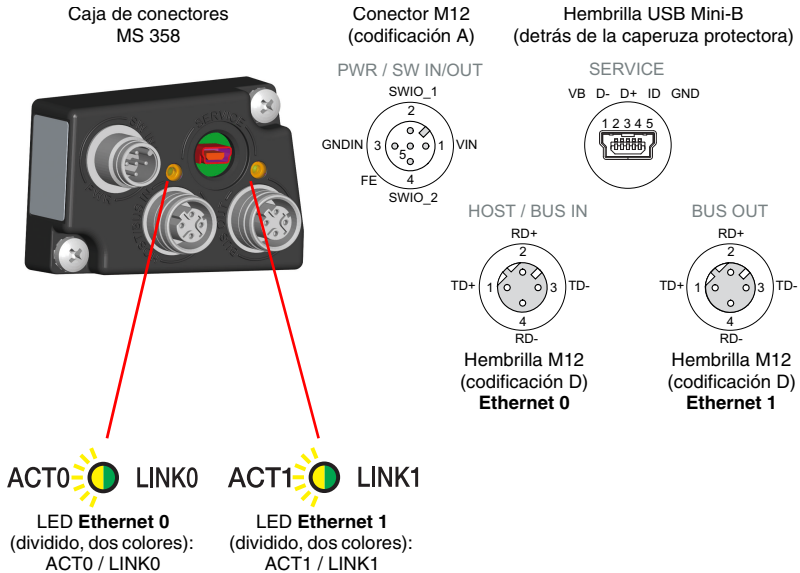 Caja de conectores
MS 358
Conector M12
(codificación A)
PWR / SW IN/OUT
SWIO_1
2
GNDIN 3 5 1 VIN
4
FE
SWIO_2
Hembrilla USB Mini-B
(detrás de la caperuza protectora)
SERVICE
VB D- D+ ID GND
1 2 3 4 5
SERVICE
HOST / BUS IN
RD+
2
TD+ 1 3 TD-
4
RD-
Hembrilla M12
(codificación D)
Ethernet 0
BUS OUT
RD+
2
TD+ 1 3 TD-
4
RD-
Hembrilla M12
(codificación D)
Ethernet 1
ACT0 LINK0
LED Ethernet 0
(dividido, dos colores):
ACT0 / LINK0
ACT1 LINK1
LED Ethernet 1
(dividido, dos colores):
ACT1 / LINK1